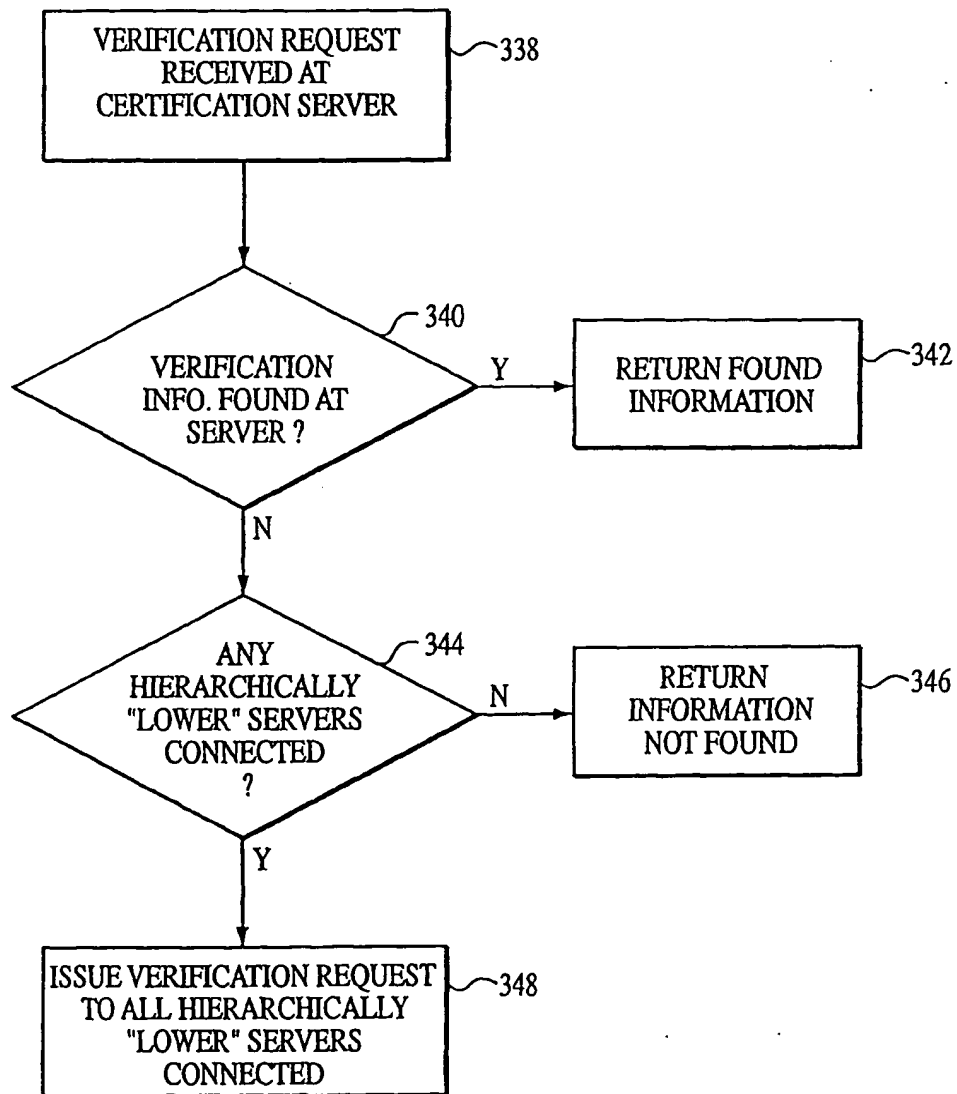 VERIFICATION REQUEST
RECEIVED AT
CERTIFICATION SERVER
338
VERIFICATION
INFO. FOUND AT
SERVER ?
340
Y
RETURN FOUND
INFORMATION
342
N
ANY
HIERARCHICALLY
"LOWER" SERVERS
CONNECTED
?
344
N
RETURN
INFORMATION
NOT FOUND
346
Y
ISSUE VERIFICATION REQUEST
TO ALL HIERARCHICALLY
"LOWER" SERVERS
CONNECTED
348